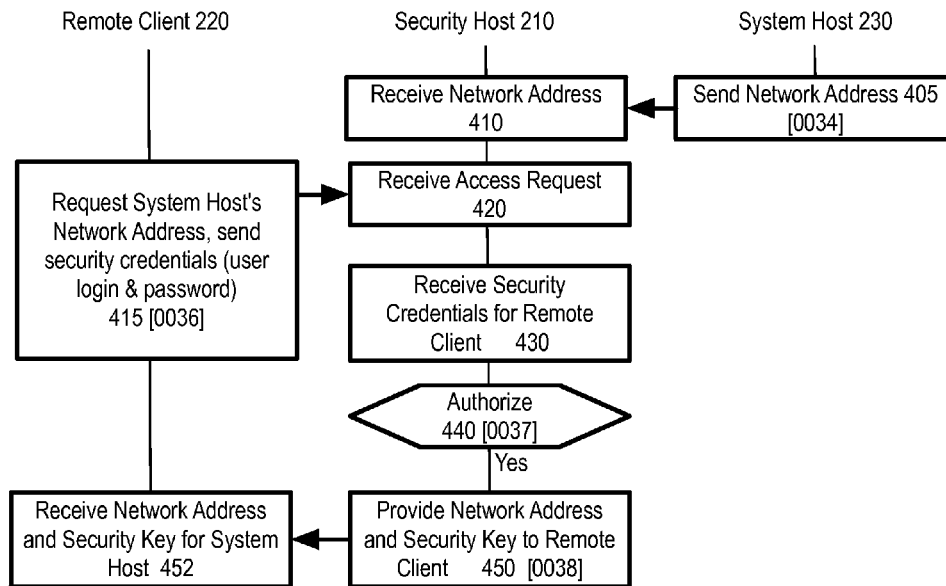 Remote Client 220
Security Host 210
System Host 230
Receive Network Address
410
Send Network Address 405
[0034]
Request System Host's
Network Address, send
security credentials (user
login & password)
415 [0036]
Receive Access Request
420
Receive Security
Credentials for Remote
Client 430
Authorize
440 [0037]
Yes
Receive Network Address
and Security Key for System
Host 452
Provide Network Address
and Security Key to Remote
Client 450 [0038]